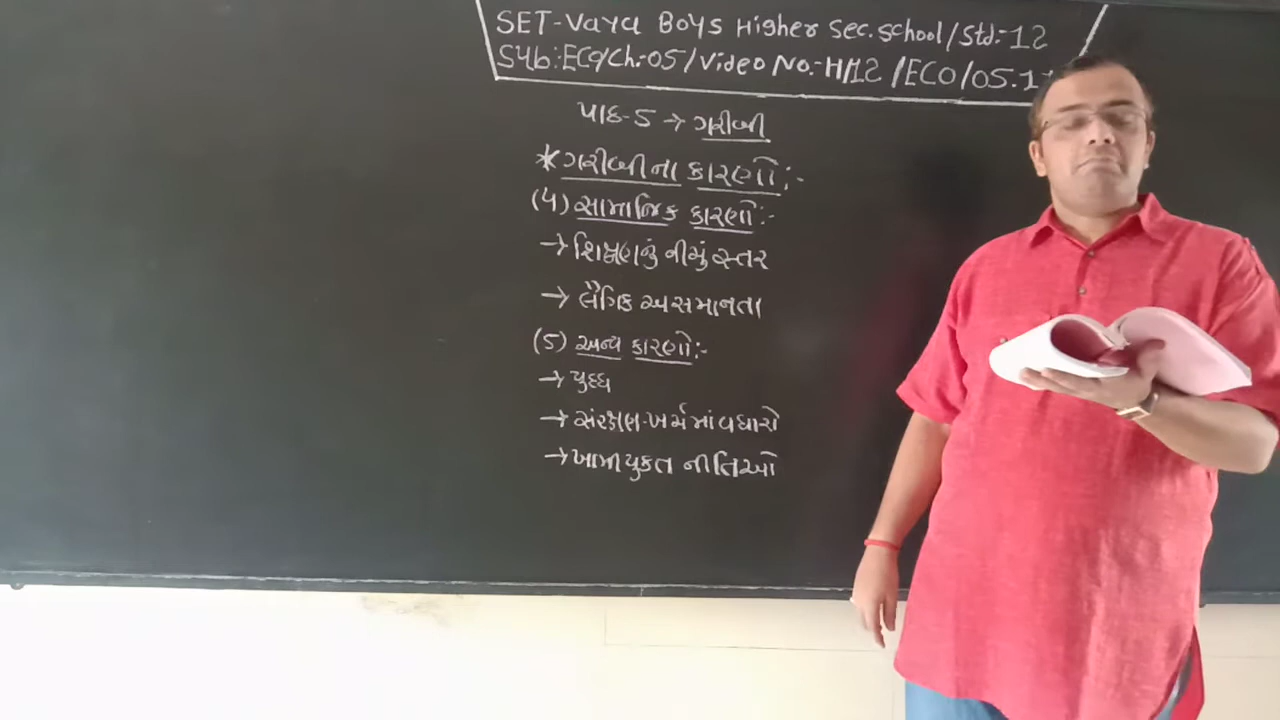 SET-Vaya Boys Higher Sec. School/Std:-12
Sub:Eco/Ch:-05/Video No:-H/12/ECO/05.1
પાઠ-5 → ગરીબી
* ગરીબીના કારણો:-
(4) સામાજિક કારણો:-
→ શિક્ષણનું નીચું સ્તર
→ લૈંગિક અસમાનતા
(5) અન્ય કારણો:-
→ યુદ્ધ
→ સંરક્ષણ-ખર્ચમાં વધારો
→ ખામીયુકત નીતિઓ